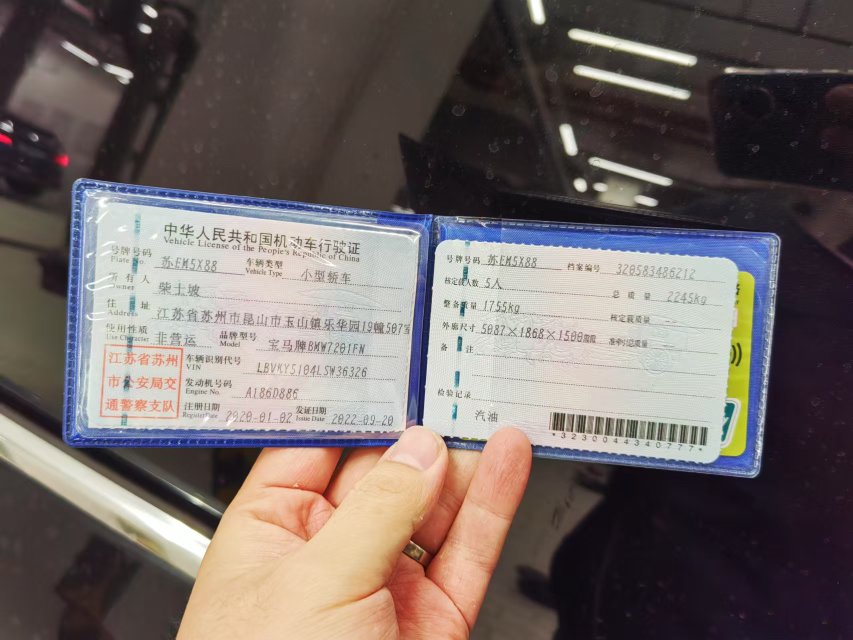 中华人民共和国机动车行驶证
Vehicle License of the People's Republic of China
号牌号码 苏EM5X88 车辆类型 小型轿车
Plate No. Vehicle Type
所有人 柴士坡
Owner
住址 江苏省苏州市昆山市玉山镇乐华园19幢507室
Address
使用性质 非营运 品牌型号 宝马牌BMW7201FN
Use Character Model
江苏省苏州
市公安局交
通警察支队
车辆识别代号 LBVKY5104LSW36326
VIN
发动机号码 A186D886
Engine No.
注册日期 2020-01-02 发证日期 2022-09-20
Register Date Issue Date
号牌号码 苏EM5X88 档案编号 320583486212
核定载人数 5人 总质量 2245kg
整备质量 1755kg 核定载质量
外廓尺寸 5087×1868×1500mm 准牵引总质量
备注
检验记录
汽油
*3230044340777*